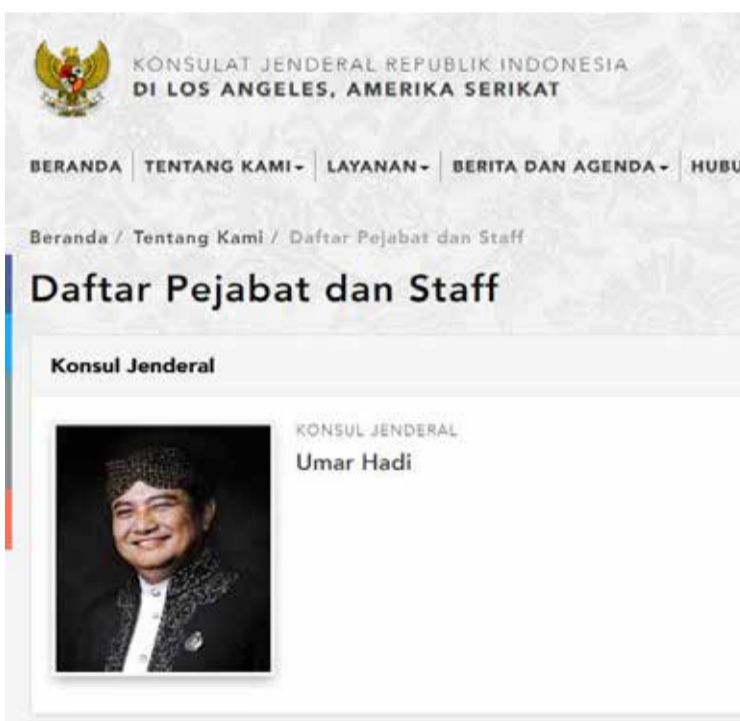 KONSULAT JENDERAL REPUBLIK INDONESIA
DI LOS ANGELES, AMERIKA SERIKAT
BERANDA TENTANG KAMI LAYANAN BERITA DAN AGENDA HUBU
Beranda / Tentang Kami / Daftar Pejabat dan Staff
Daftar Pejabat dan Staff
Konsul Jenderal
KONSUL JENDERAL
Umar Hadi